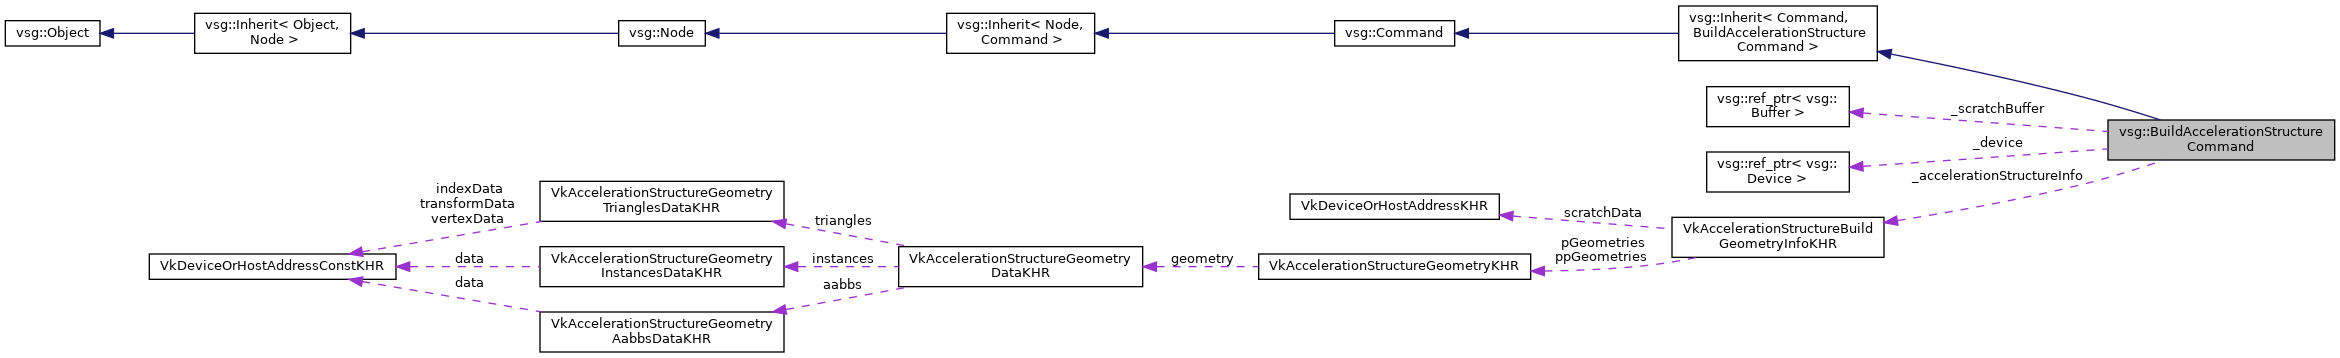 vsg::Object
vsg::Inherit< Object,
Node >
vsg::Node
vsg::Inherit< Node,
Command >
vsg::Command
vsg::Inherit< Command,
BuildAccelerationStructure
Command >
vsg::ref_ptr< vsg::
Buffer >
_scratchBuffer
vsg::BuildAccelerationStructure
Command
_device
vsg::ref_ptr< vsg::
Device >
_accelerationStructureInfo
indexData
transformData
vertexData
VkAccelerationStructureGeometry
TrianglesDataKHR
triangles
VkDeviceOrHostAddressKHR
scratchData
VkAccelerationStructureBuild
GeometryInfoKHR
pGeometries
ppGeometries
VkDeviceOrHostAddressConstKHR
data
VkAccelerationStructureGeometry
InstancesDataKHR
instances
VkAccelerationStructureGeometry
DataKHR
geometry
VkAccelerationStructureGeometryKHR
data
aabbs
VkAccelerationStructureGeometry
AabbsDataKHR